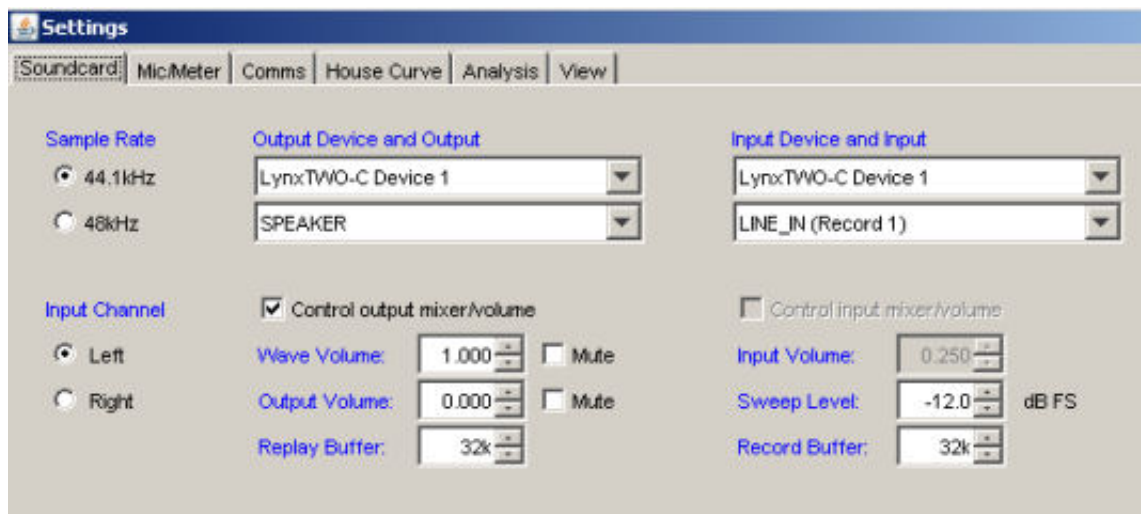 Settings
Soundcard Mic/Meter Comms House Curve Analysis View
Sample Rate Output Device and Output Input Device and Input
44.1kHz LynxTWO-C Device 1 LynxTWO-C Device 1
48kHz SPEAKER LINE_IN (Record 1)
Input Channel Control output mixer/volume Control input mixer/volume
Left Wave Volume: 1.000 Mute Input Volume: 0.250
Right Output Volume: 0.000 Mute Sweep Level: -12.0 dB FS
Replay Buffer: 32k Record Buffer: 32k